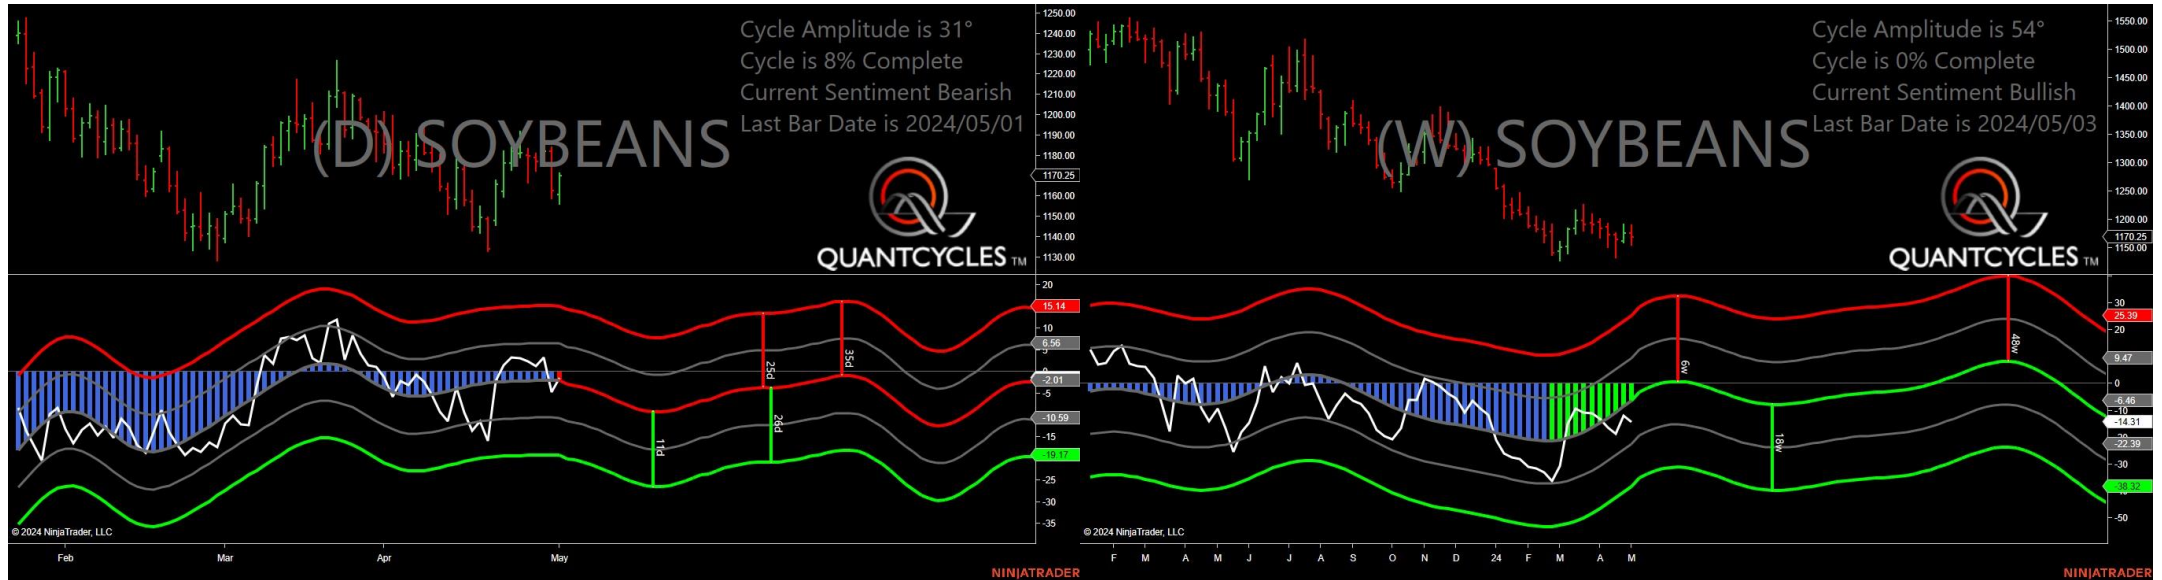 Cycle Amplitude is 31°
Cycle is 8% Complete
Current Sentiment Bearish
Last Bar Date is 2024/05/01
(D) SOYBEANS
QUANTCYCLES TM
1250.00
1240.00
1230.00
1220.00
1210.00
1200.00
1190.00
1180.00
1170.25
1160.00
1150.00
1140.00
1130.00
20
15.14
10
6.56
-2.01
-5
-10.59
-15
-19.17
-25
-30
-35
11d
25d
26d
35d
© 2024 NinjaTrader, LLC
Feb Mar Apr May
NINJATRADER
Cycle Amplitude is 54°
Cycle is 0% Complete
Current Sentiment Bullish
Last Bar Date is 2024/05/03
(W) SOYBEANS
QUANTCYCLES TM
1550.00
1500.00
1450.00
1400.00
1350.00
1300.00
1250.00
1200.00
1170.25
1150.00
30
25.39
20
9.47
0
-6.46
-10
-14.31
-22.39
-30
-38.32
-50
6w
18w
48w
© 2024 NinjaTrader, LLC
F M A M J J A S O N D 24 F M A M
NINJATRADER